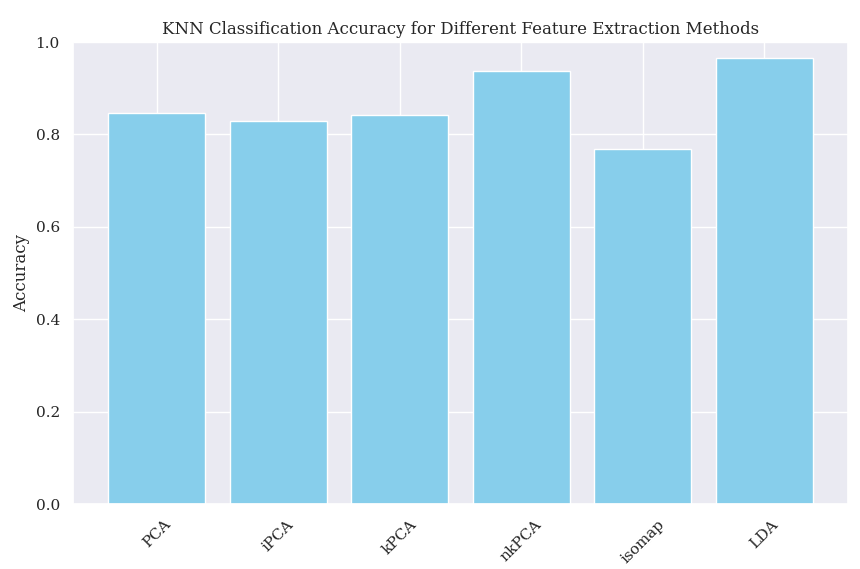 KNN Classification Accuracy for Different Feature Extraction Methods
1.0
0.8
0.6
0.4
0.2
0.0
Accuracy
PCA
iPCA
kPCA
nkPCA
isomap
LDA